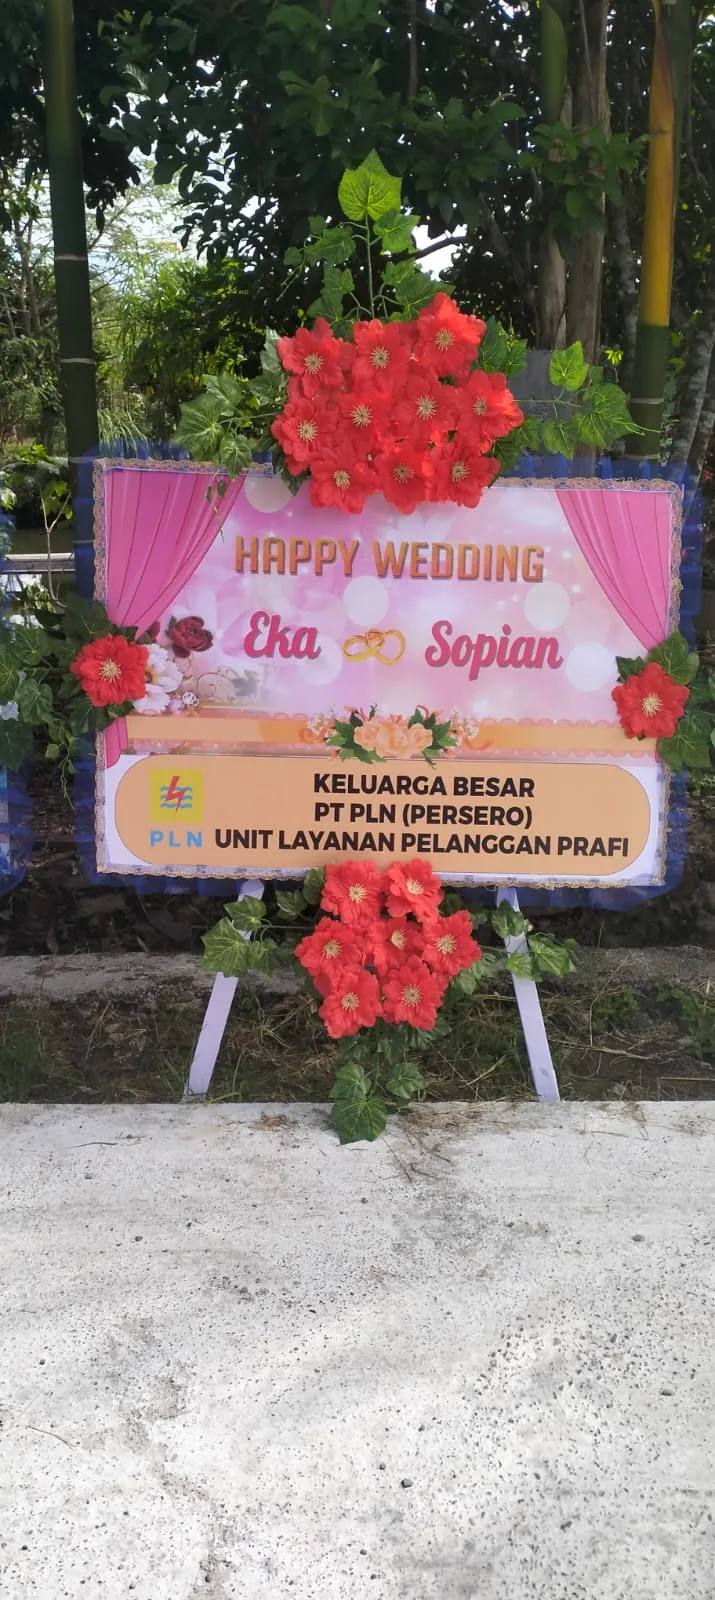 HAPPY WEDDING
Eka Sopian
KELUARGA BESAR
PT PLN (PERSERO)
PLN UNIT LAYANAN PELANGGAN PRAFI